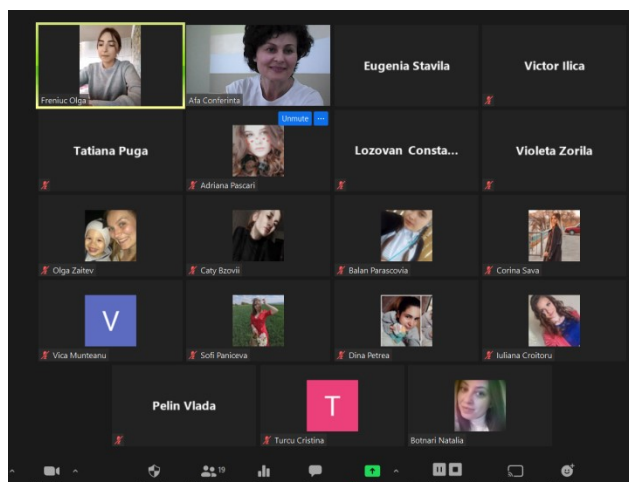 Freniuc Olga
Afa Conferinta
Eugenia Stavila
Victor Ilica
Tatiana Puga
Unmute ...
Adriana Pascari
Lozovan Consta...
Violeta Zorila
Olga Zaitev
Caty Bzovii
Balan Parascovia
Corina Sava
V
Vica Munteanu
Sofi Paniceva
Dina Petrea
Iuliana Croitoru
Pelin Vlada
T
Turcu Cristina
Botnari Natalia
19